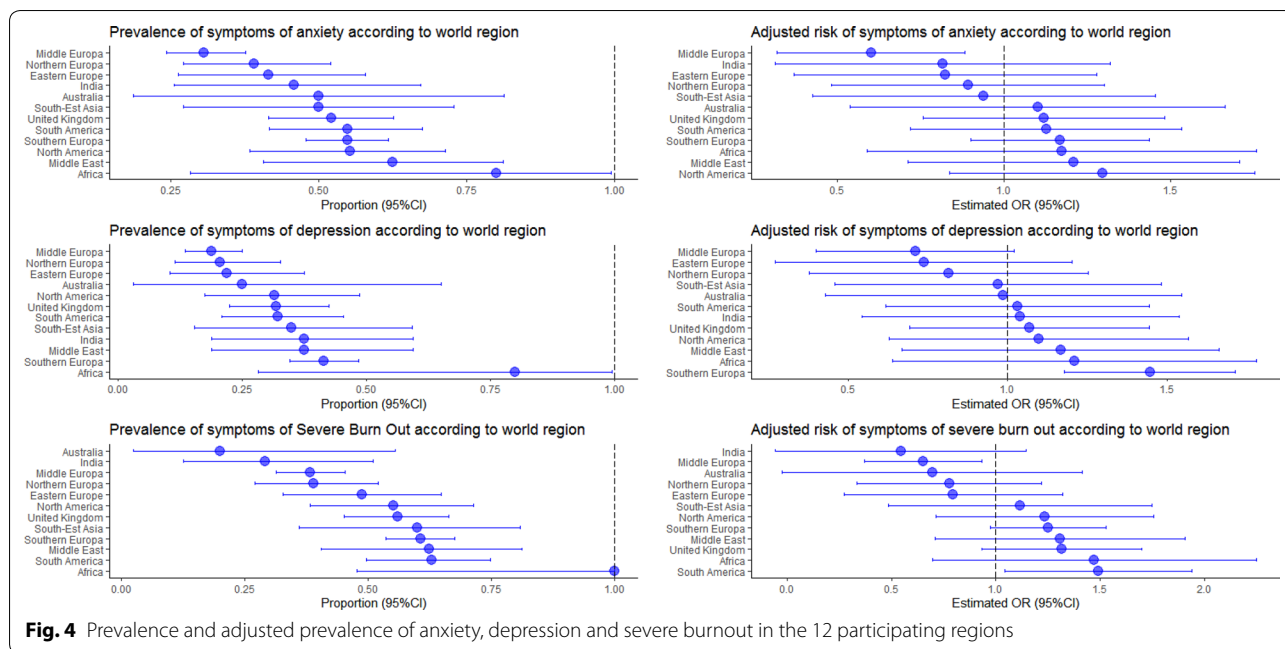 Prevalence of symptoms of anxiety according to world region
Middle Europa
Northern Europe
Eastern Europe
India
Australia
South-Est Asia
United Kingdom
South America
Southern Europa
North America
Middle East
Africa
0.25
0.50
0.75
1.00
Proportion (95%CI)
Adjusted risk of symptoms of anxiety according to world region
Middle Europa
India
Eastern Europe
Northern Europe
South-Est Asia
Australia
United Kingdom
South America
Southern Europa
Africa
Middle East
North America
0.5
1.0
1.5
Estimated OR (95%CI)
Prevalence of symptoms of depression according to world region
Middle Europa
Northern Europe
Eastern Europe
Australia
North America
United Kingdom
South America
South-Est Asia
India
Middle East
Southern Europa
Africa
0.00
0.25
0.50
0.75
1.00
Proportion (95%CI)
Adjusted risk of symptoms of depression according to world region
Middle Europa
Eastern Europe
Northern Europe
South-Est Asia
Australia
South America
India
United Kingdom
North America
Middle East
Africa
Southern Europa
0.5
1.0
1.5
Estimated OR (95%CI)
Prevalence of symptoms of Severe Burn Out according to world region
Australia
India
Middle Europa
Northern Europe
Eastern Europe
North America
United Kingdom
South-Est Asia
Southern Europa
Middle East
South America
Africa
0.00
0.25
0.50
0.75
1.00
Proportion (95%CI)
Adjusted risk of symptoms of severe burn out according to world region
India
Middle Europa
Australia
Northern Europe
Eastern Europe
South-Est Asia
North America
Southern Europa
Middle East
United Kingdom
Africa
South America
0.0
0.5
1.0
1.5
2.0
Estimated OR (95%CI)
Fig. 4 Prevalence and adjusted prevalence of anxiety, depression and severe burnout in the 12 participating regions